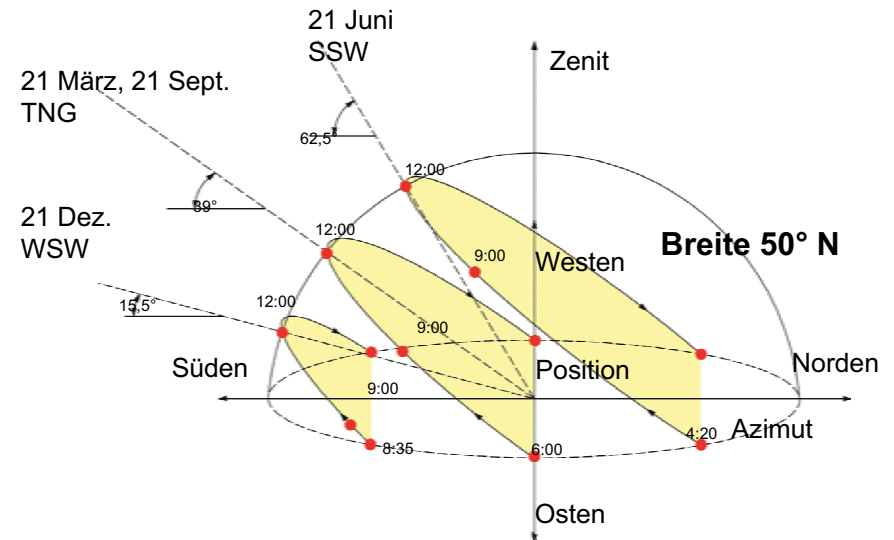 21 Juni
SSW
Zenit
21 März, 21 Sept.
TNG
62,5°
12:00
39°
21 Dez.
WSW
12:00
Breite 50° N
9:00
Westen
15,5°
12:00
9:00
Süden
Position
Norden
9:00
Azimut
4:20
8:35
6:00
Osten